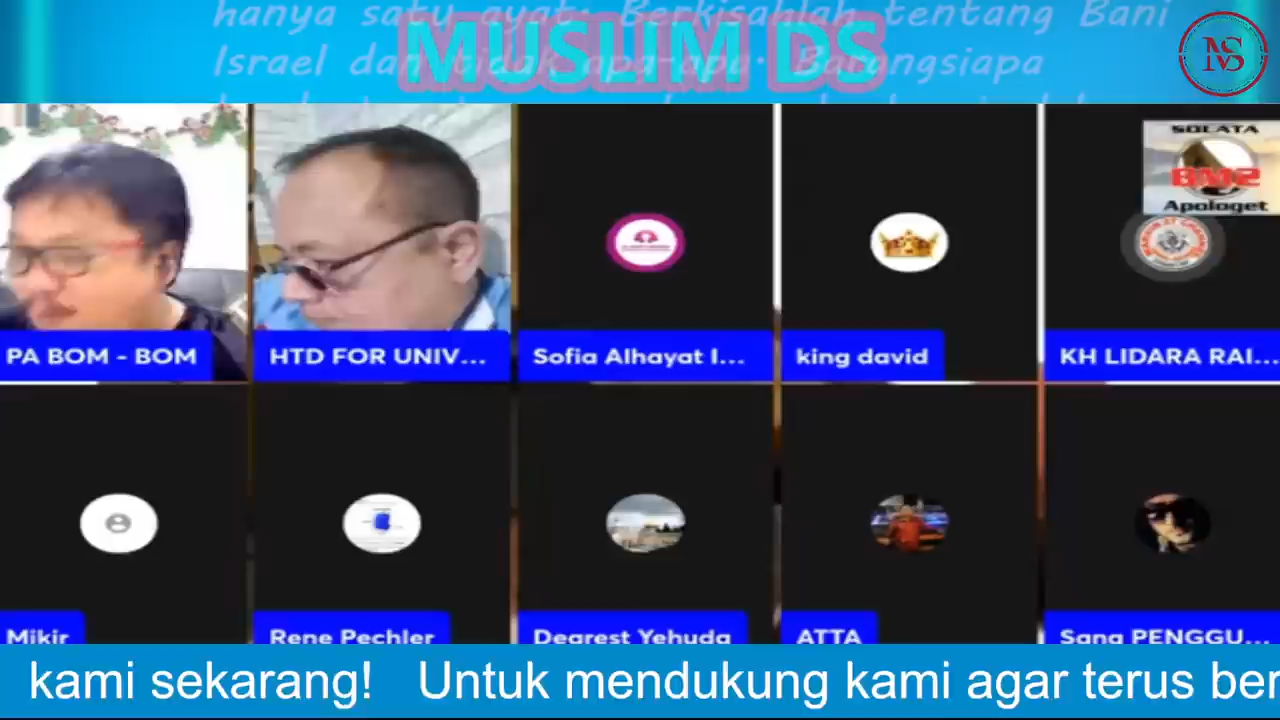 hanya satu ayat. Berkisahlah tentang Bani
MUSLIM DS
Israel dan tidak apa-apa. Barangsiapa
MS
SOLATA
BM2
Apologet
PA BOM - BOM
HTD FOR UNIV...
Sofia Alhayat I...
king david
KH LIDARA RAI...
Mikir
Rene Pechler
Dearest Yehuda
ATTA
Sang PENGGU...
kami sekarang! Untuk mendukung kami agar terus ber